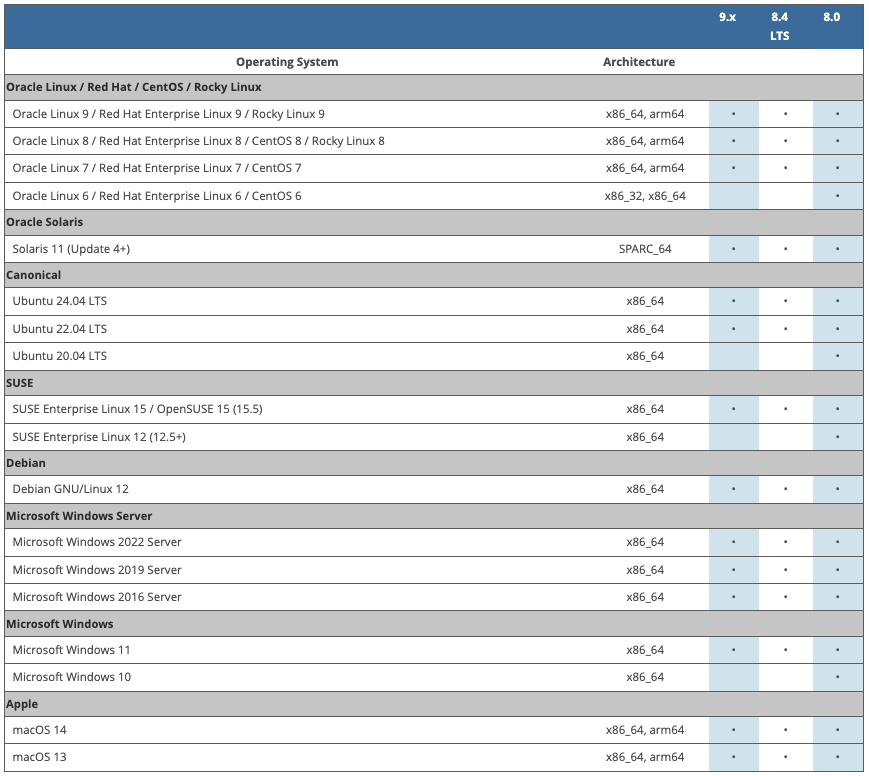 9.x 8.4 8.0
LTS
Operating System Architecture
Oracle Linux / Red Hat / CentOS / Rocky Linux
Oracle Linux 9 / Red Hat Enterprise Linux 9 / Rocky Linux 9 x86_64, arm64 • • •
Oracle Linux 8 / Red Hat Enterprise Linux 8 / CentOS 8 / Rocky Linux 8 x86_64, arm64 • • •
Oracle Linux 7 / Red Hat Enterprise Linux 7 / CentOS 7 x86_64, arm64 • • •
Oracle Linux 6 / Red Hat Enterprise Linux 6 / CentOS 6 x86_32, x86_64 •
Oracle Solaris
Solaris 11 (Update 4+) SPARC_64 • • •
Canonical
Ubuntu 24.04 LTS x86_64 • • •
Ubuntu 22.04 LTS x86_64 • • •
Ubuntu 20.04 LTS x86_64 •
SUSE
SUSE Enterprise Linux 15 / OpenSUSE 15 (15.5) x86_64 • • •
SUSE Enterprise Linux 12 (12.5+) x86_64 •
Debian
Debian GNU/Linux 12 x86_64 • • •
Microsoft Windows Server
Microsoft Windows 2022 Server x86_64 • • •
Microsoft Windows 2019 Server x86_64 • • •
Microsoft Windows 2016 Server x86_64 • • •
Microsoft Windows
Microsoft Windows 11 x86_64 • • •
Microsoft Windows 10 x86_64 •
Apple
macOS 14 x86_64, arm64 • • •
macOS 13 x86_64, arm64 • • •